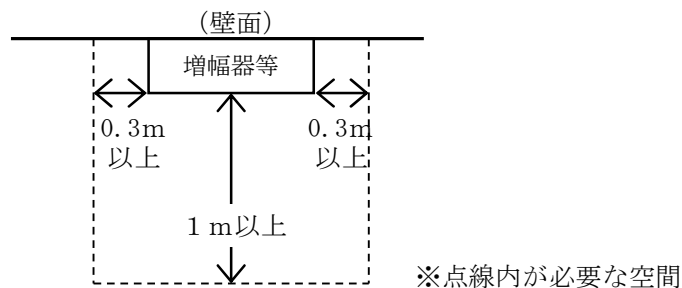 (壁面)
増幅器等
0.3m
以上
0.3m
以上
1m以上
※点線内が必要な空間